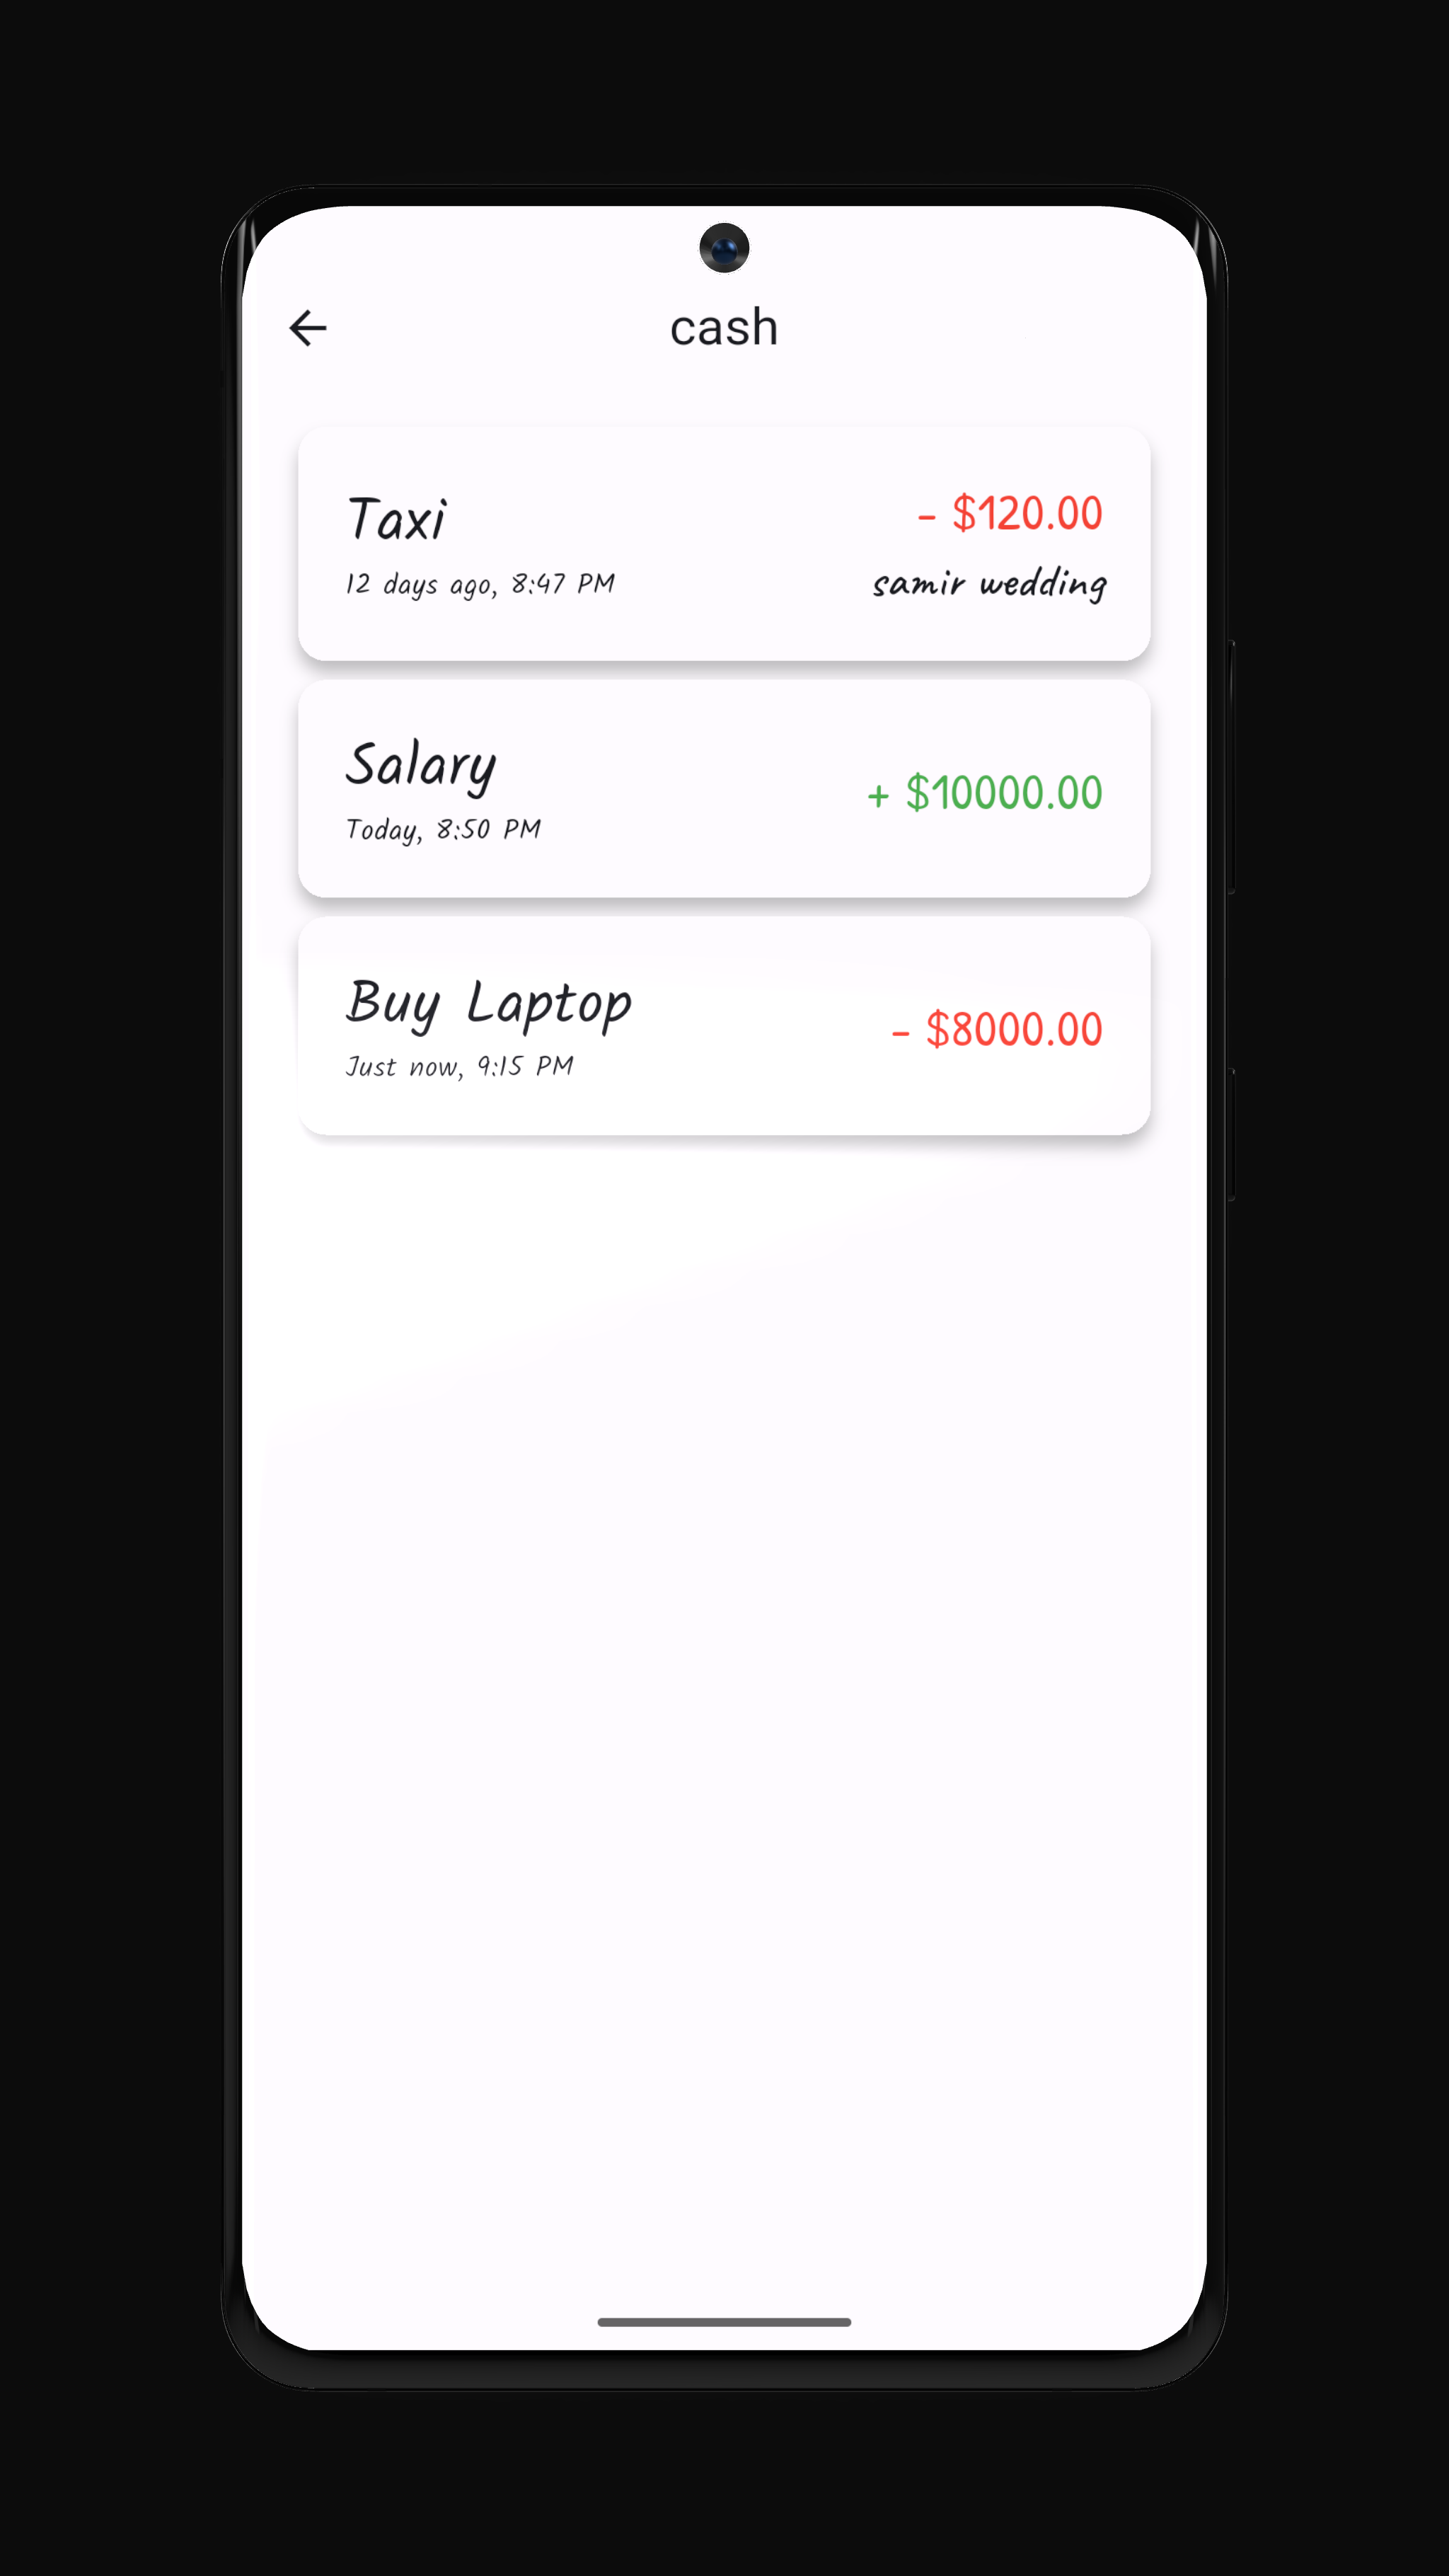 cash
Taxi
- $120.00
12 days ago, 8:47 PM
samir wedding
Salary
+ $10000.00
Today, 8:50 PM
Buy Laptop
- $8000.00
Just now, 9:15 PM